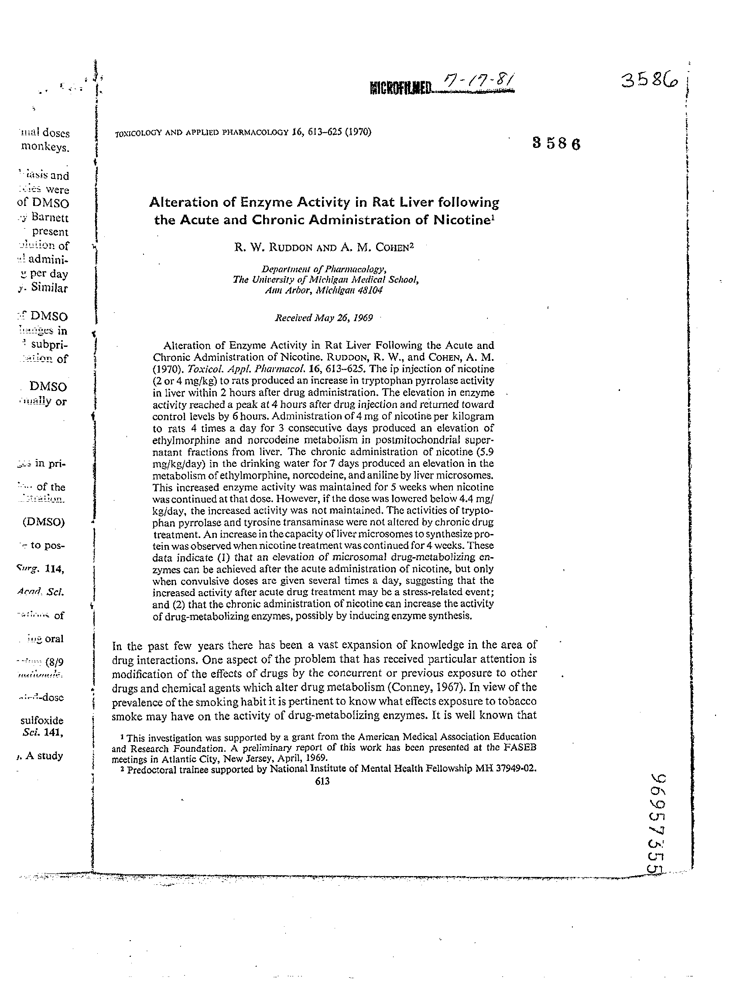 MICROFILMED 7-17-81
3586
TOXICOLOGY AND APPLIED PHARMACOLOGY 16, 613–625 (1970)
3586
Alteration of Enzyme Activity in Rat Liver following
the Acute and Chronic Administration of Nicotine¹
R. W. RUDDON AND A. M. COHEN²
Department of Pharmacology,
The University of Michigan Medical School,
Ann Arbor, Michigan 48104
Received May 26, 1969
Alteration of Enzyme Activity in Rat Liver Following the Acute and
Chronic Administration of Nicotine. RUDDON, R. W., and COHEN, A. M.
(1970). Toxicol. Appl. Pharmacol. 16, 613–625. The ip injection of nicotine
(2 or 4 mg/kg) to rats produced an increase in tryptophan pyrrolase activity
in liver within 2 hours after drug administration. The elevation in enzyme
activity reached a peak at 4 hours after drug injection and returned toward
control levels by 6 hours. Administration of 4 mg of nicotine per kilogram
to rats 4 times a day for 3 consecutive days produced an elevation of
ethylmorphine and norcodeine metabolism in postmitochondrial super-
natant fractions from liver. The chronic administration of nicotine (5.9
mg/kg/day) in the drinking water for 7 days produced an elevation in the
metabolism of ethylmorphine, norcodeine, and aniline by liver microsomes.
This increased enzyme activity was maintained for 5 weeks when nicotine
was continued at that dose. However, if the dose was lowered below 4.4 mg/
kg/day, the increased activity was not maintained. The activities of trypto-
phan pyrrolase and tyrosine transaminase were not altered by chronic drug
treatment. An increase in the capacity of liver microsomes to synthesize pro-
tein was observed when nicotine treatment was continued for 4 weeks. These
data indicate (1) that an elevation of microsomal drug-metabolizing en-
zymes can be achieved after the acute administration of nicotine, but only
when convulsive doses are given several times a day, suggesting that the
increased activity after acute drug treatment may be a stress-related event;
and (2) that the chronic administration of nicotine can increase the activity
of drug-metabolizing enzymes, possibly by inducing enzyme synthesis.
In the past few years there has been a vast expansion of knowledge in the area of
drug interactions. One aspect of the problem that has received particular attention is
modification of the effects of drugs by the concurrent or previous exposure to other
drugs and chemical agents which alter drug metabolism (Conney, 1967). In view of the
prevalence of the smoking habit it is pertinent to know what effects exposure to tobacco
smoke may have on the activity of drug-metabolizing enzymes. It is well known that
¹ This investigation was supported by a grant from the American Medical Association Education
and Research Foundation. A preliminary report of this work has been presented at the FASEB
meetings in Atlantic City, New Jersey, April, 1969.
² Predoctoral trainee supported by National Institute of Mental Health Fellowship MH 37949-02.
613
doses
monkeys.
and
were
of DMSO
Barnett
present
of
admini-
per day
Similar
DMSO
in
subpri-
of
DMSO
or
in pri-
of the
(DMSO)
to pos-
Surg. 114,
Acad. Sci.
of
oral
(8/9
-dose
sulfoxide
Sci. 141,
A study
96957355